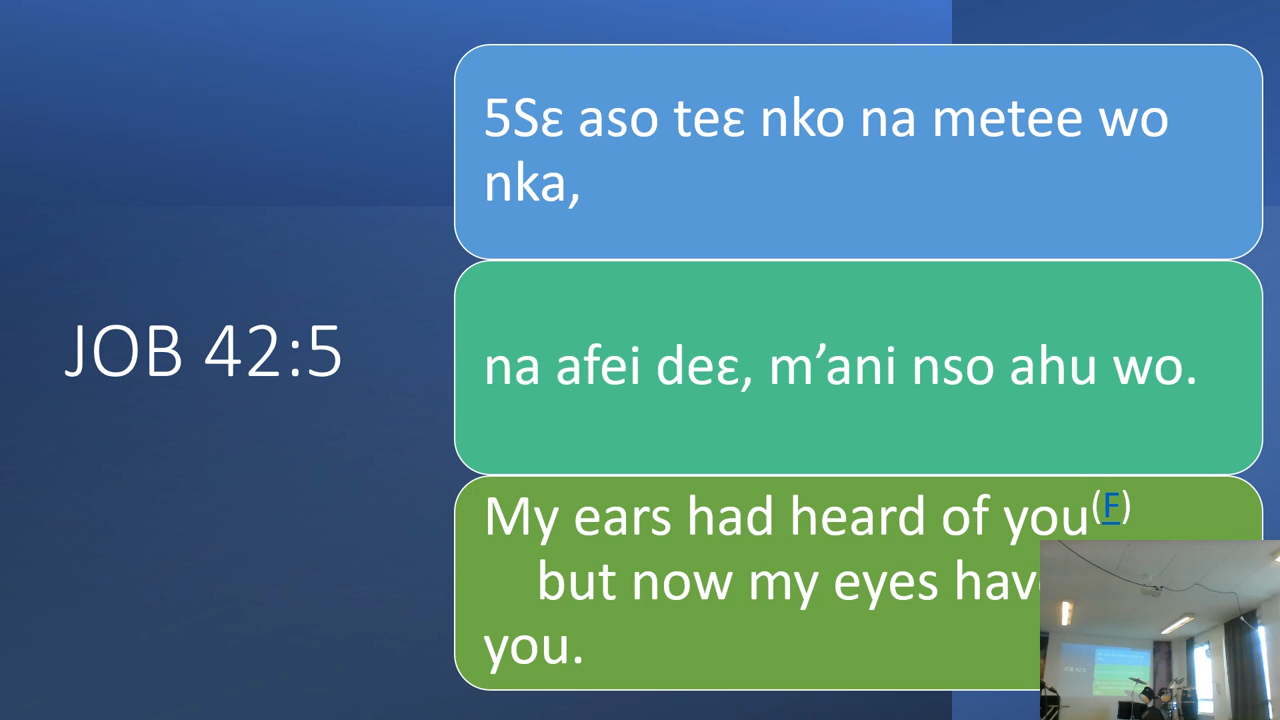 JOB 42:5
5Sɛ aso teɛ nko na metee wo
nka,
na afei deɛ, m’ani nso ahu wo.
My ears had heard of you(F)
but now my eyes hav
you.